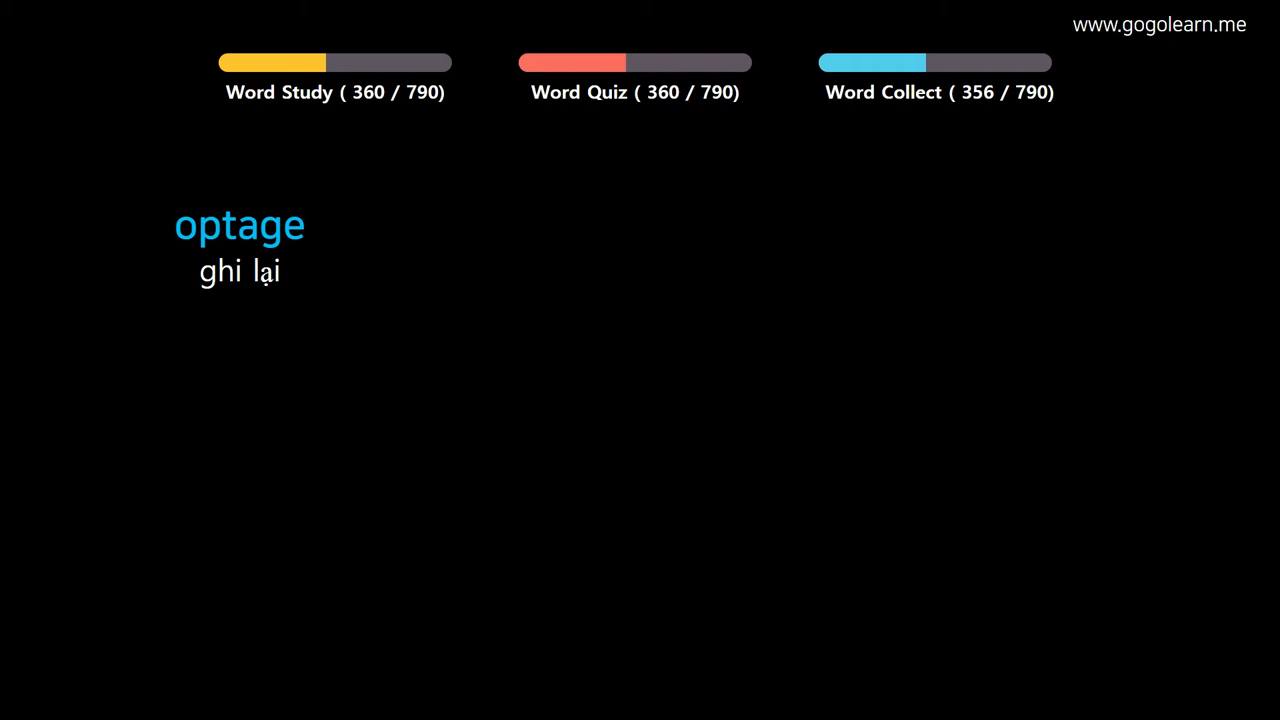 www.gogolearn.me
Word Study ( 360 / 790)
Word Quiz ( 360 / 790)
Word Collect ( 356 / 790)
optage
ghi lại